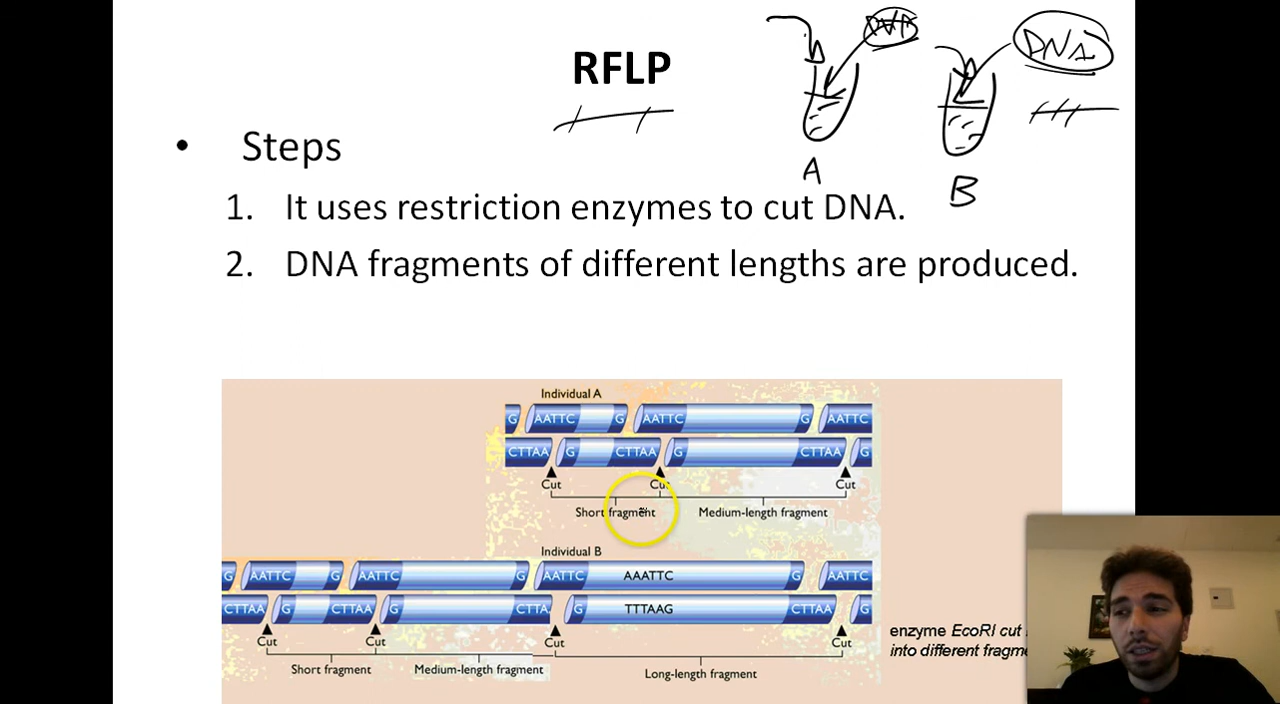 RFLP
DNA
DNA
A
B
• Steps
1. It uses restriction enzymes to cut DNA.
2. DNA fragments of different lengths are produced.
Individual A
G AATTC G AATTC G AATTC
CTTAA G CTTAA G CTTAA G
Cut Cut Cut
Short fragment Medium-length fragment
Individual B
G AATTC G AATTC G AATTC AAATTC G AATTC
CTTAA G CTTAA G CTTA G TTTAAG CTTAA G
Cut Cut Cut Cut
Short fragment Medium-length fragment Long-length fragment
enzyme EcoRI cut
into different fragme